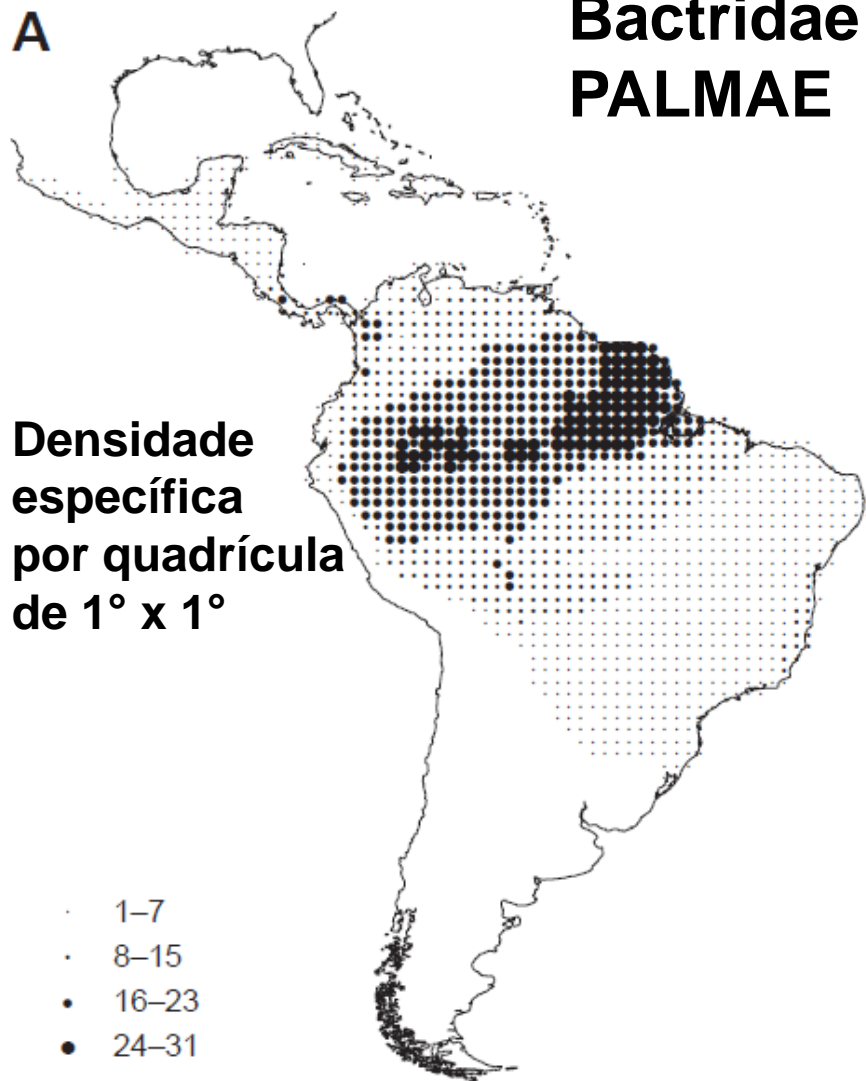 A
Bactridae
PALMAE
Densidade
específica
por quadrícula
de 1° x 1°
1–7
8–15
16–23
24–31